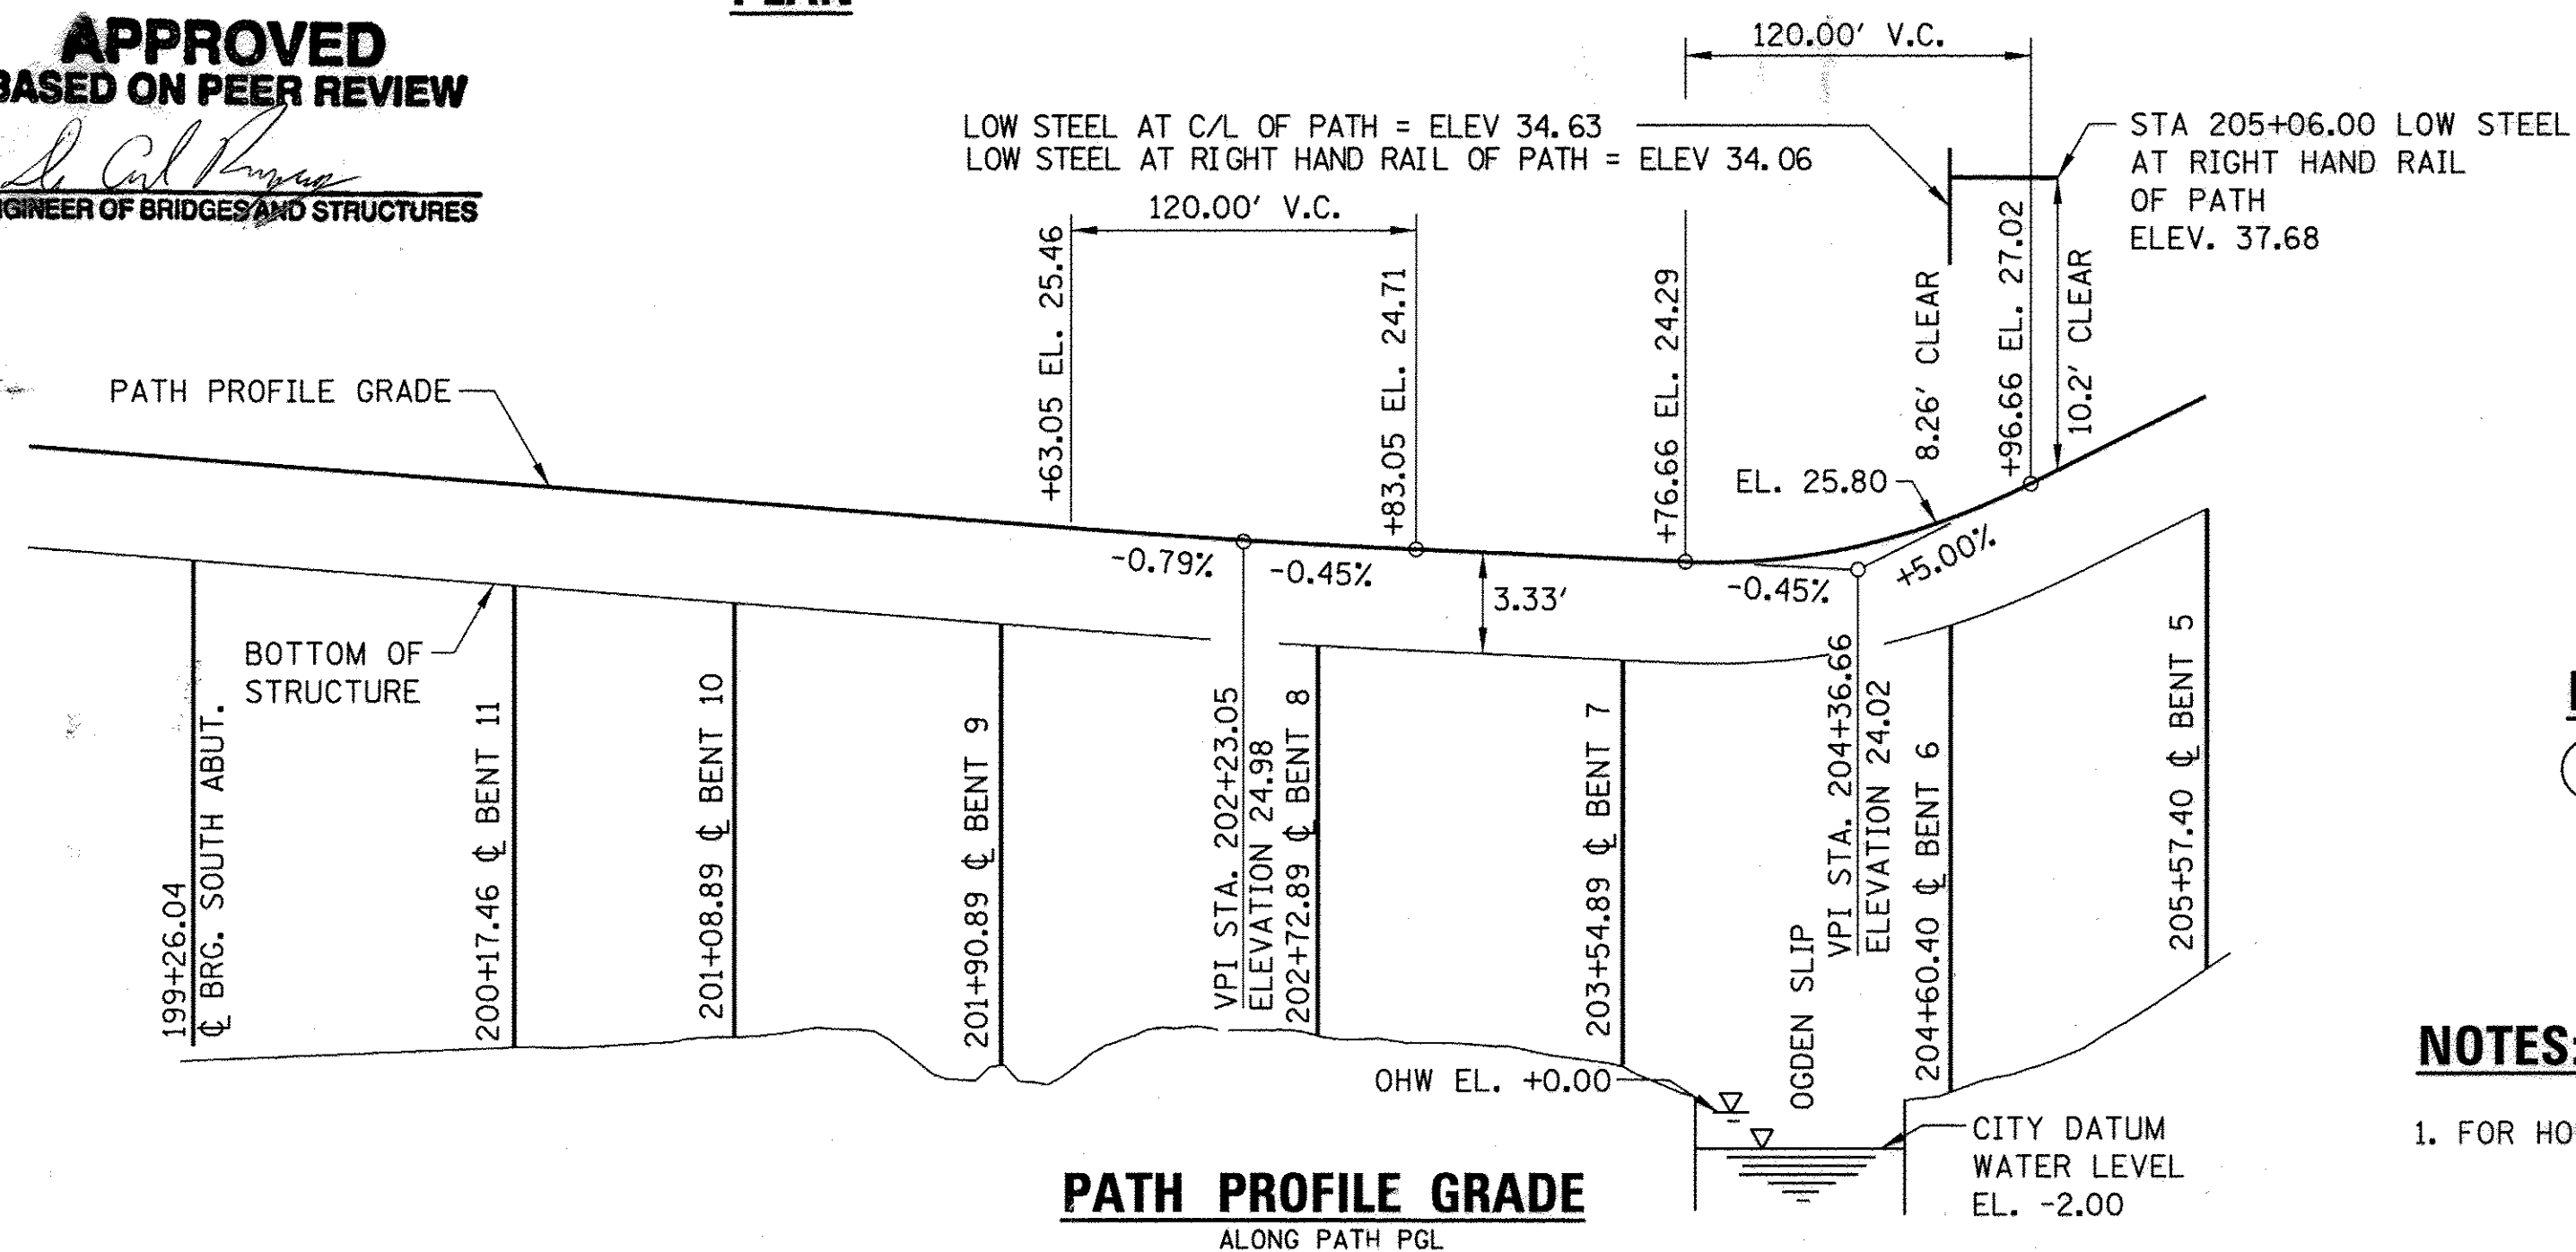 PLAN
APPROVED
BASED ON PEER REVIEW
ENGINEER OF BRIDGES AND STRUCTURES
120.00' V.C.
LOW STEEL AT C/L OF PATH = ELEV 34.63
LOW STEEL AT RIGHT HAND RAIL OF PATH = ELEV 34.06
STA 205+06.00 LOW STEEL
AT RIGHT HAND RAIL
OF PATH
ELEV. 37.68
120.00' V.C.
+63.05 EL. 25.46
+83.05 EL. 24.71
+76.66 EL. 24.29
8.26' CLEAR
+96.66 EL. 27.02
10.2' CLEAR
PATH PROFILE GRADE
EL. 25.80
-0.79%
-0.45%
3.33'
-0.45%
+5.00%
BOTTOM OF
STRUCTURE
199+26.04
℄ BRG. SOUTH ABUT.
200+17.46 ℄ BENT 11
201+08.89 ℄ BENT 10
201+90.89 ℄ BENT 9
VPI STA. 202+23.05
ELEVATION 24.98
202+72.89 ℄ BENT 8
203+54.89 ℄ BENT 7
OGDEN SLIP
VPI STA. 204+36.66
ELEVATION 24.02
204+60.40 ℄ BENT 6
205+57.40 ℄ BENT 5
OHW EL. +0.00
CITY DATUM
WATER LEVEL
EL. -2.00
PATH PROFILE GRADE
ALONG PATH PGL
NOTES:
1. FOR HO